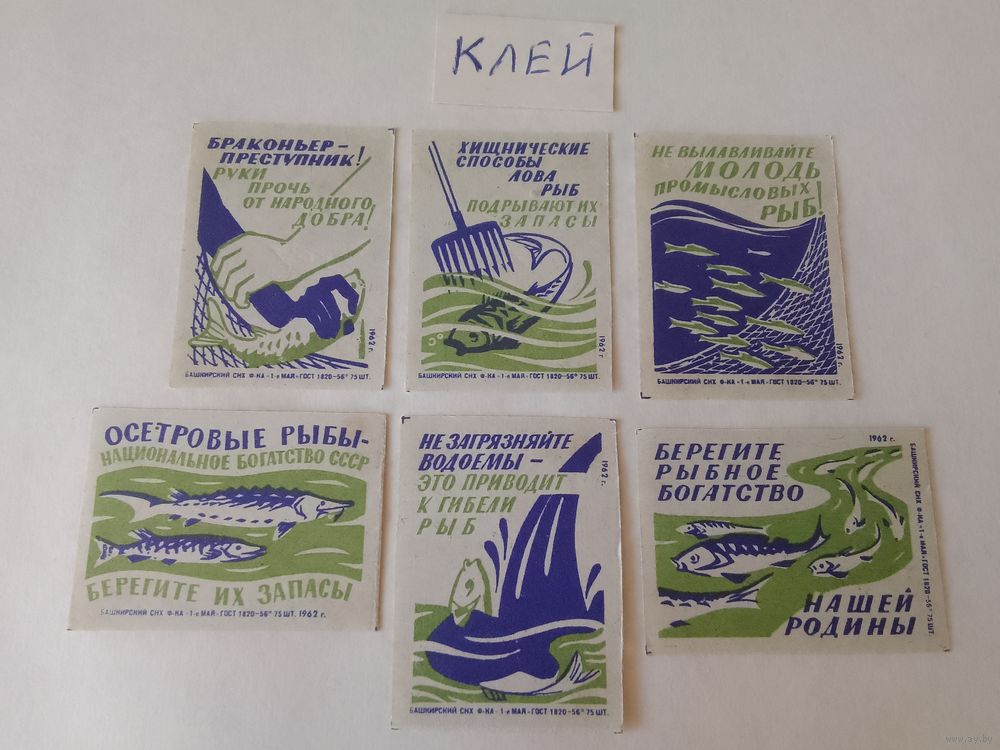 КЛЕЙ
БРАКОНЬЕР –
ПРЕСТУПНИК!
РУКИ
ПРОЧЬ
ОТ НАРОДНОГО
ДОБРА!
1962 г.
БАШКИРСКИЙ СНХ Ф-КА-1-е МАЯ-ГОСТ 1820-56° 75 ШТ.
ХИЩНИЧЕСКИЕ
СПОСОБЫ
ЛОВА
РЫБ
ПОДРЫВАЮТ ИХ
ЗАПАСЫ
1962 г.
БАШКИРСКИЙ СНХ Ф-КА-1-е МАЯ-ГОСТ 1820-56° 75 ШТ.
НЕ ВЫЛАВЛИВАЙТЕ
МОЛОДЬ
ПРОМЫСЛОВЫХ
РЫБ!
1962 г.
БАШКИРСКИЙ СНХ Ф-КА-1-е МАЯ-ГОСТ 1820-56° 75 ШТ.
ОСЕТРОВЫЕ РЫБЫ-
НАЦИОНАЛЬНОЕ БОГАТСТВО СССР
БЕРЕГИТЕ ИХ ЗАПАСЫ
БАШКИРСКИЙ СНХ Ф-КА-1-е МАЯ-ГОСТ 1820-56° 75 ШТ. 1962 г.
НЕ ЗАГРЯЗНЯЙТЕ
ВОДОЕМЫ –
ЭТО ПРИВОДИТ
К ГИБЕЛИ
РЫБ
1962 г.
БАШКИРСКИЙ СНХ Ф-КА-1-е МАЯ-ГОСТ 1820-56° 75 ШТ.
1962 г.
БЕРЕГИТЕ
РЫБНОЕ
БОГАТСТВО
НАШЕЙ
РОДИНЫ
БАШКИРСКИЙ СНХ Ф-КА-1-е МАЯ-ГОСТ 1820-56° 75 ШТ.
www.ay.by